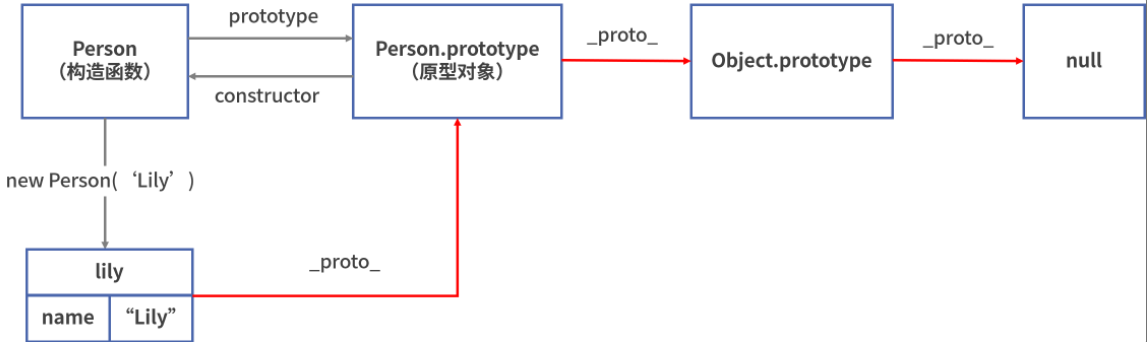 prototype
Person
（构造函数）
Person.prototype
（原型对象）
_proto_
Object.prototype
_proto_
null
constructor
new Person(‘Lily’)
lily
name
“Lily”
_proto_